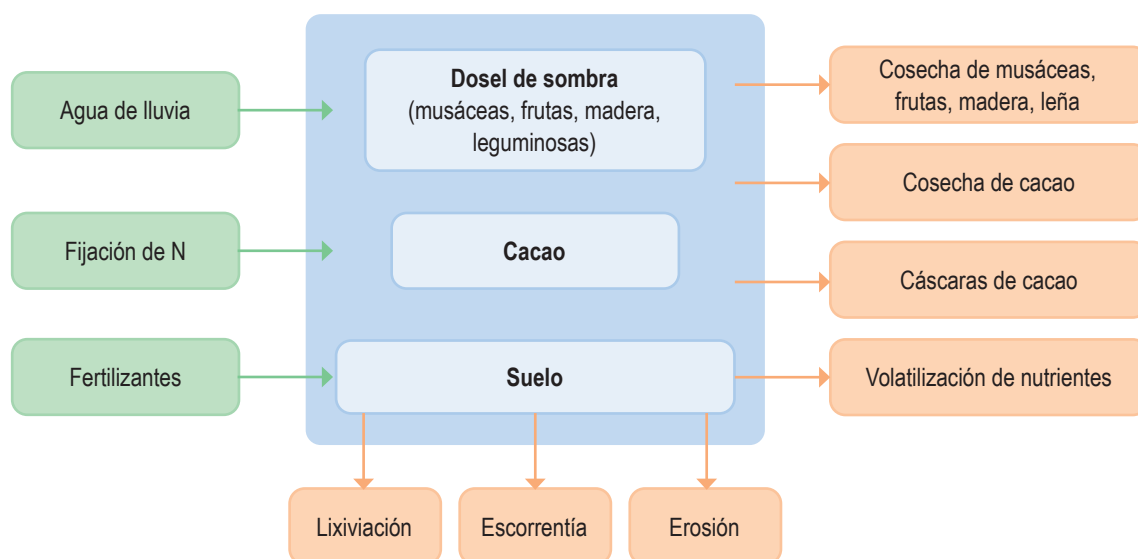 Agua de lluvia
Fijación de N
Fertilizantes
Dosel de sombra
(musáceas, frutas, madera,
leguminosas)
Cacao
Suelo
Cosecha de musáceas,
frutas, madera, leña
Cosecha de cacao
Cáscaras de cacao
Volatilización de nutrientes
Lixiviación
Escorrentía
Erosión